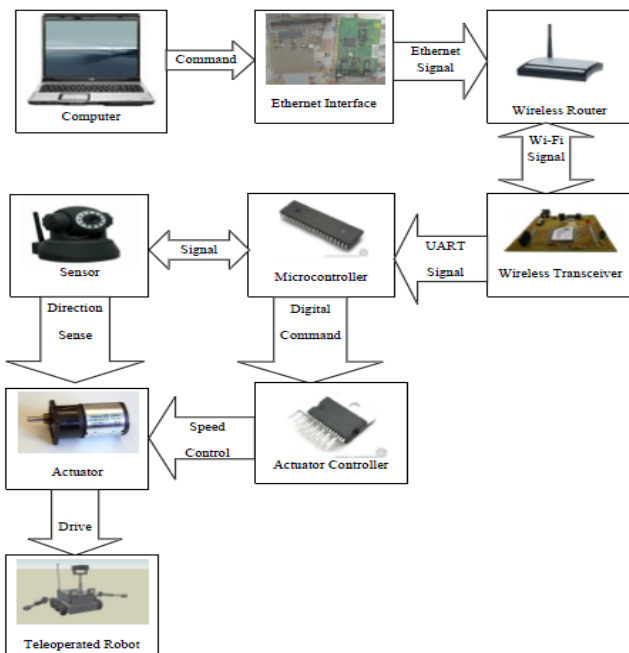 Command
Ethernet
Signal
Computer
Ethernet Interface
Wireless Router
Wi-Fi
Signal
Sensor
Signal
Microcontroller
UART
Signal
Wireless Transceiver
Direction
Sense
Digital
Command
Actuator
Speed
Control
Actuator Controller
Drive
Teleoperated Robot